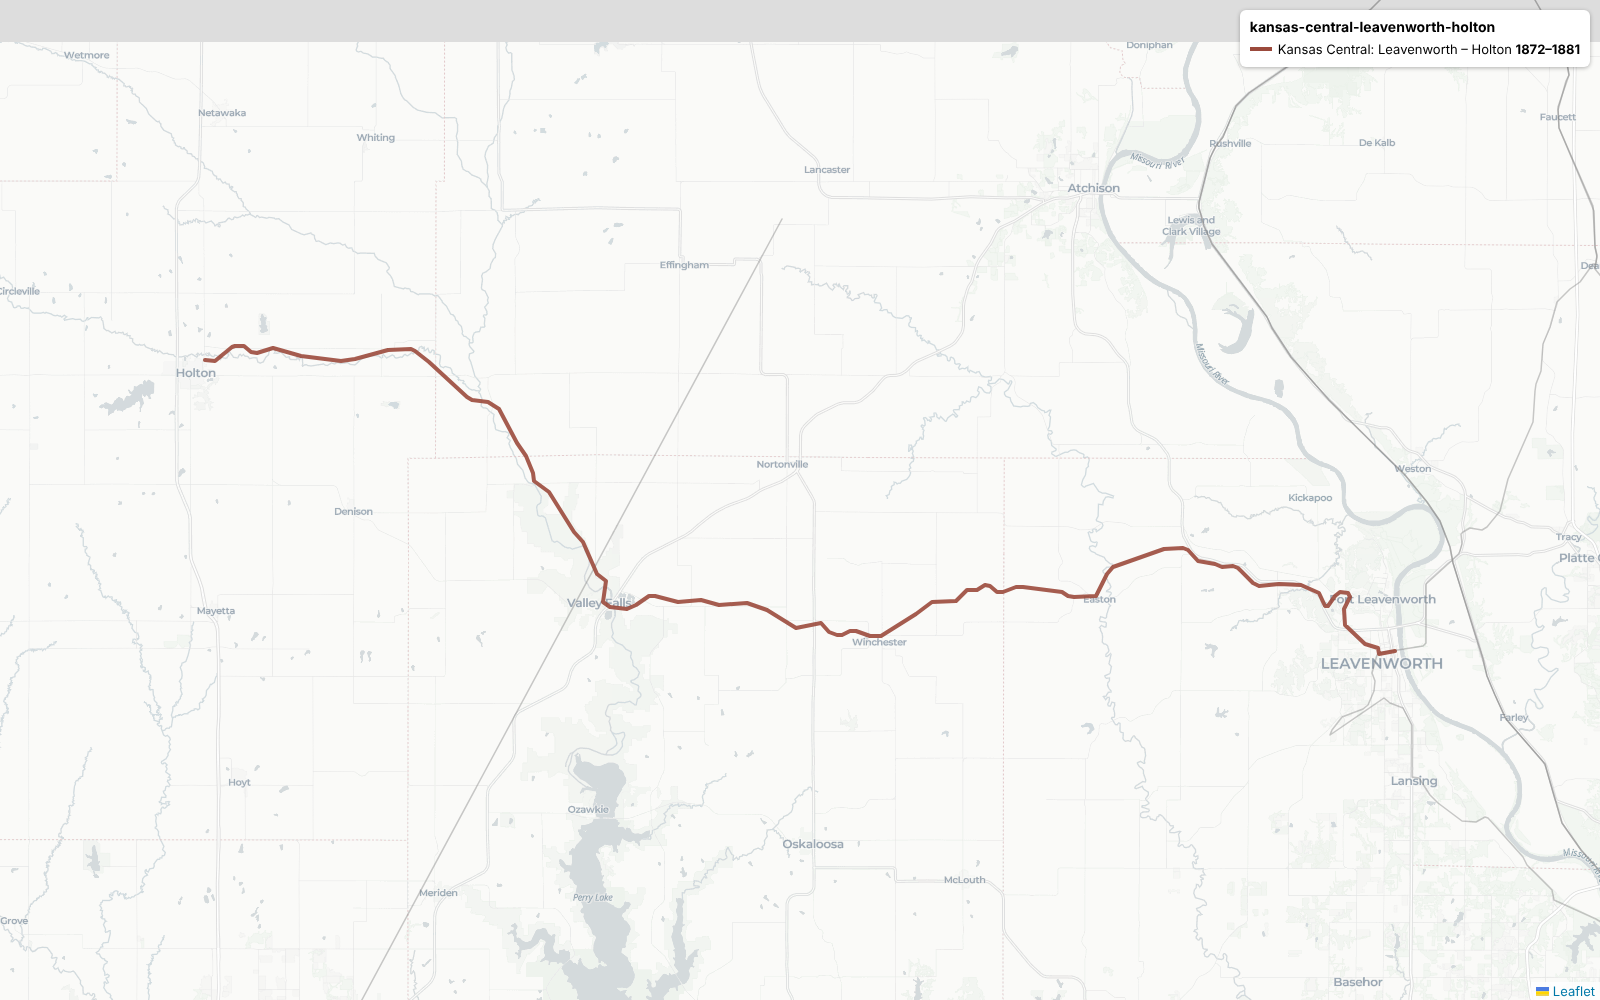 kansas-central-leavenworth-holton
Kansas Central: Leavenworth – Holton 1872–1881
Doniphan
Wetmore
Netawaka
Whiting
Faucett
Rushville
De Kalb
Missouri River
Lancaster
Atchison
Lewis and
Clark Village
Effingham
Circleville
Missouri River
Holton
Nortonville
Weston
Kickapoo
Denison
Tracy
Platte C
Valley Falls
Easton
Fort Leavenworth
Mayetta
Winchester
LEAVENWORTH
Farley
Hoyt
Lansing
Ozawkie
Oskaloosa
Missouri
McLouth
Meriden
Perry Lake
Grove
Basehor
Leaflet